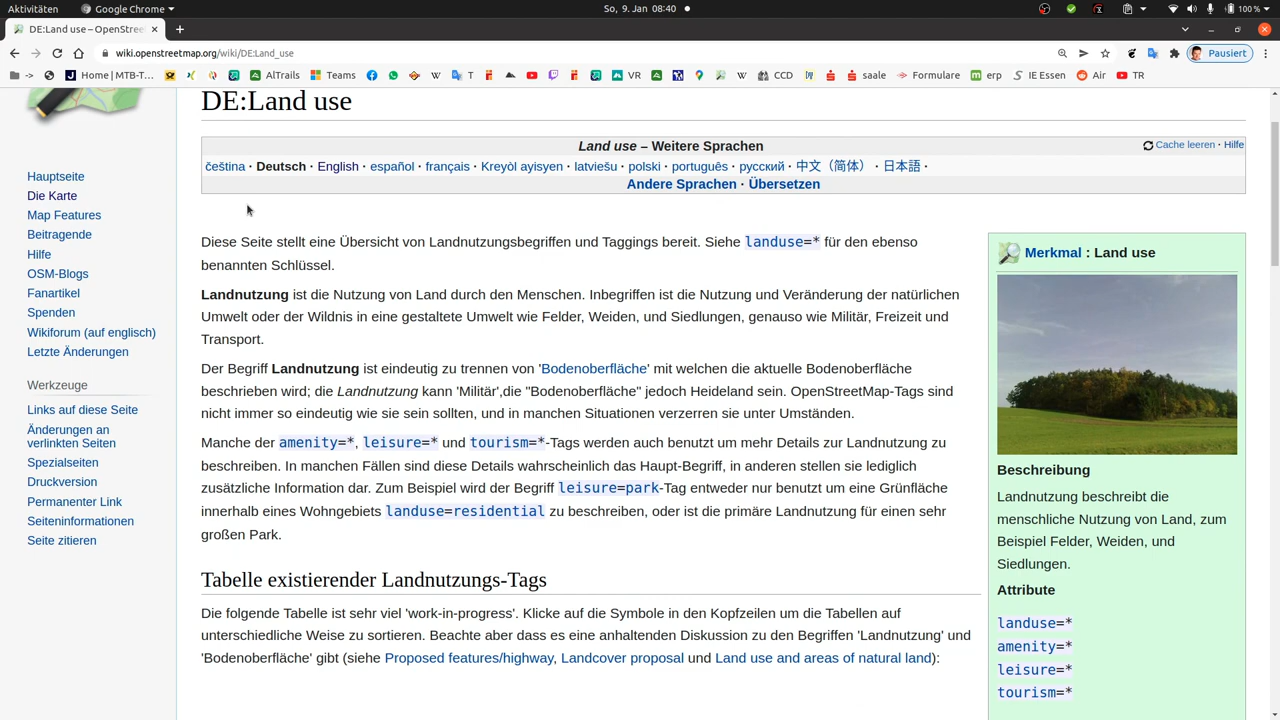 Aktivitäten
Google Chrome
So, 9. Jan 08:40
100 %
DE:Land use – OpenStree
wiki.openstreetmap.org/wiki/DE:Land_use
Pausiert
Home | MTB-T…
AlTrails
Teams
T
VR
CCD
saale
Formulare
erp
IE Essen
Air
TR
DE:Land use
Land use – Weitere Sprachen
Cache leeren · Hilfe
čeština · Deutsch · English · español · français · Kreyòl ayisyen · latviešu · polski · português · русский · 中文（简体） · 日本語 ·
Andere Sprachen · Übersetzen
Hauptseite
Die Karte
Map Features
Beitragende
Hilfe
OSM-Blogs
Fanartikel
Spenden
Wikiforum (auf englisch)
Letzte Änderungen
Werkzeuge
Links auf diese Seite
Änderungen an
verlinkten Seiten
Spezialseiten
Druckversion
Permanenter Link
Seiteninformationen
Seite zitieren
Diese Seite stellt eine Übersicht von Landnutzungsbegriffen und Taggings bereit. Siehe landuse=* für den ebenso
benannten Schlüssel.
Landnutzung ist die Nutzung von Land durch den Menschen. Inbegriffen ist die Nutzung und Veränderung der natürlichen
Umwelt oder der Wildnis in eine gestaltete Umwelt wie Felder, Weiden, und Siedlungen, genauso wie Militär, Freizeit und
Transport.
Der Begriff Landnutzung ist eindeutig zu trennen von 'Bodenoberfläche' mit welchen die aktuelle Bodenoberfläche
beschrieben wird; die Landnutzung kann 'Militär',die "Bodenoberfläche" jedoch Heideland sein. OpenStreetMap-Tags sind
nicht immer so eindeutig wie sie sein sollten, und in manchen Situationen verzerren sie unter Umständen.
Manche der amenity=*, leisure=* und tourism=*-Tags werden auch benutzt um mehr Details zur Landnutzung zu
beschreiben. In manchen Fällen sind diese Details wahrscheinlich das Haupt-Begriff, in anderen stellen sie lediglich
zusätzliche Information dar. Zum Beispiel wird der Begriff leisure=park-Tag entweder nur benutzt um eine Grünfläche
innerhalb eines Wohngebiets landuse=residential zu beschreiben, oder ist die primäre Landnutzung für einen sehr
großen Park.
Tabelle existierender Landnutzungs-Tags
Die folgende Tabelle ist sehr viel 'work-in-progress'. Klicke auf die Symbole in den Kopfzeilen um die Tabellen auf
unterschiedliche Weise zu sortieren. Beachte aber dass es eine anhaltenden Diskussion zu den Begriffen 'Landnutzung' und
'Bodenoberfläche' gibt (siehe Proposed features/highway, Landcover proposal und Land use and areas of natural land):
Merkmal : Land use
Beschreibung
Landnutzung beschreibt die
menschliche Nutzung von Land, zum
Beispiel Felder, Weiden, und
Siedlungen.
Attribute
landuse=*
amenity=*
leisure=*
tourism=*